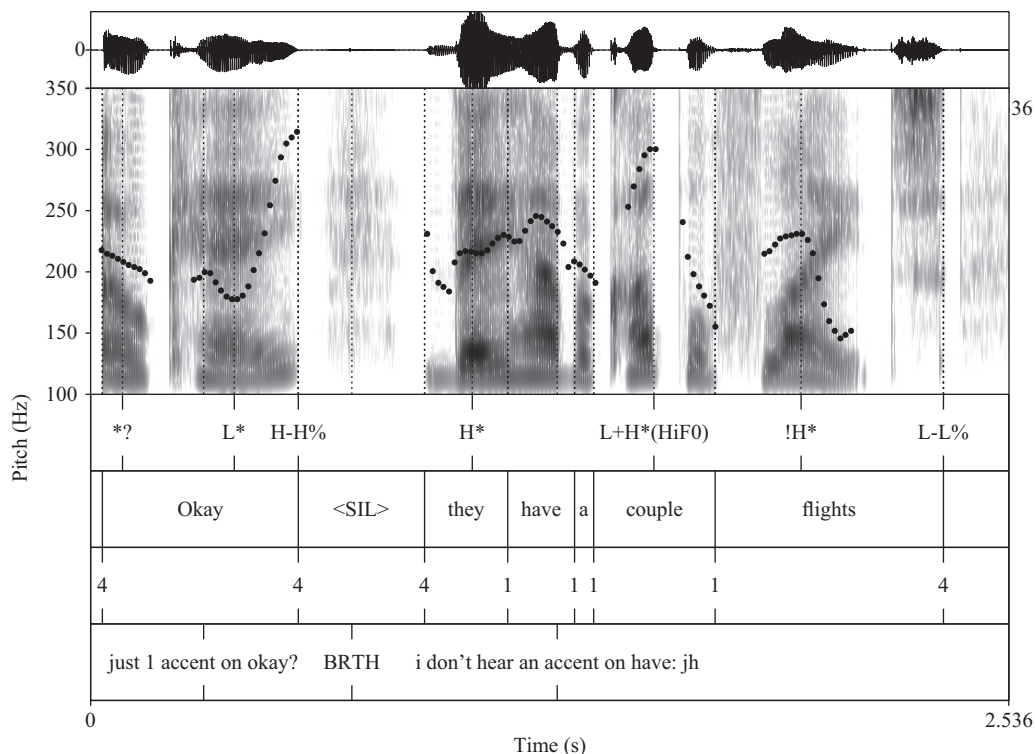 0
350
36
300
250
200
150
100
Pitch (Hz)
*? L* H-H% H* L+H*(HiF0) !H* L-L%
Okay <SIL> they have a couple flights
4 4 4 1 1 1 1 4
just 1 accent on okay? BRTH i don’t hear an accent on have: jh
0 2.536
Time (s)